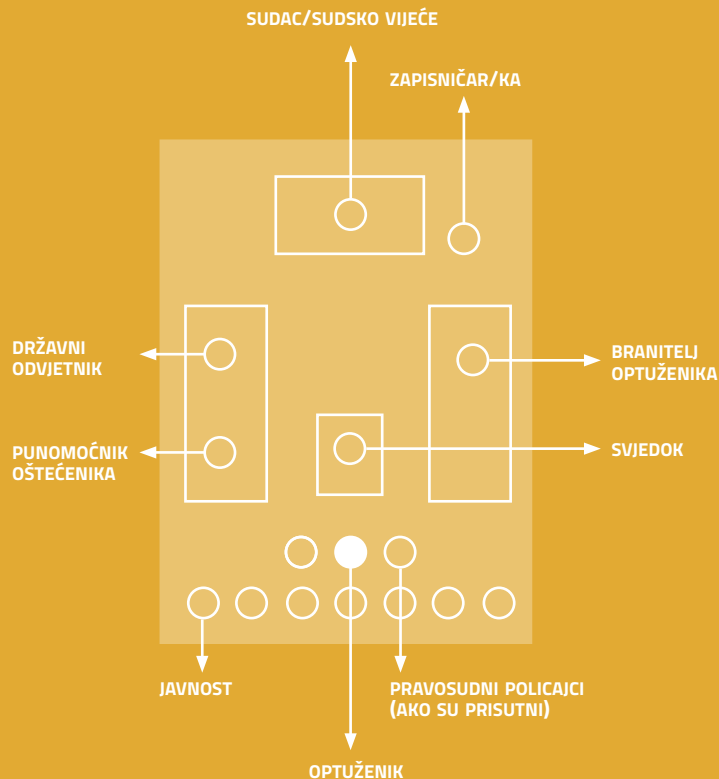 SUDAC/SUDSKO VIJEĆE
ZAPISNIČAR/KA
DRŽAVNI
ODVJETNIK
BRANITELJ
OPTUŽENIKA
PUNOMOĆNIK
OŠTEĆENIKA
SVJEDOK
JAVNOST
PRAVOSUDNI POLICAJCI
(AKO SU PRISUTNI)
OPTUŽENIK